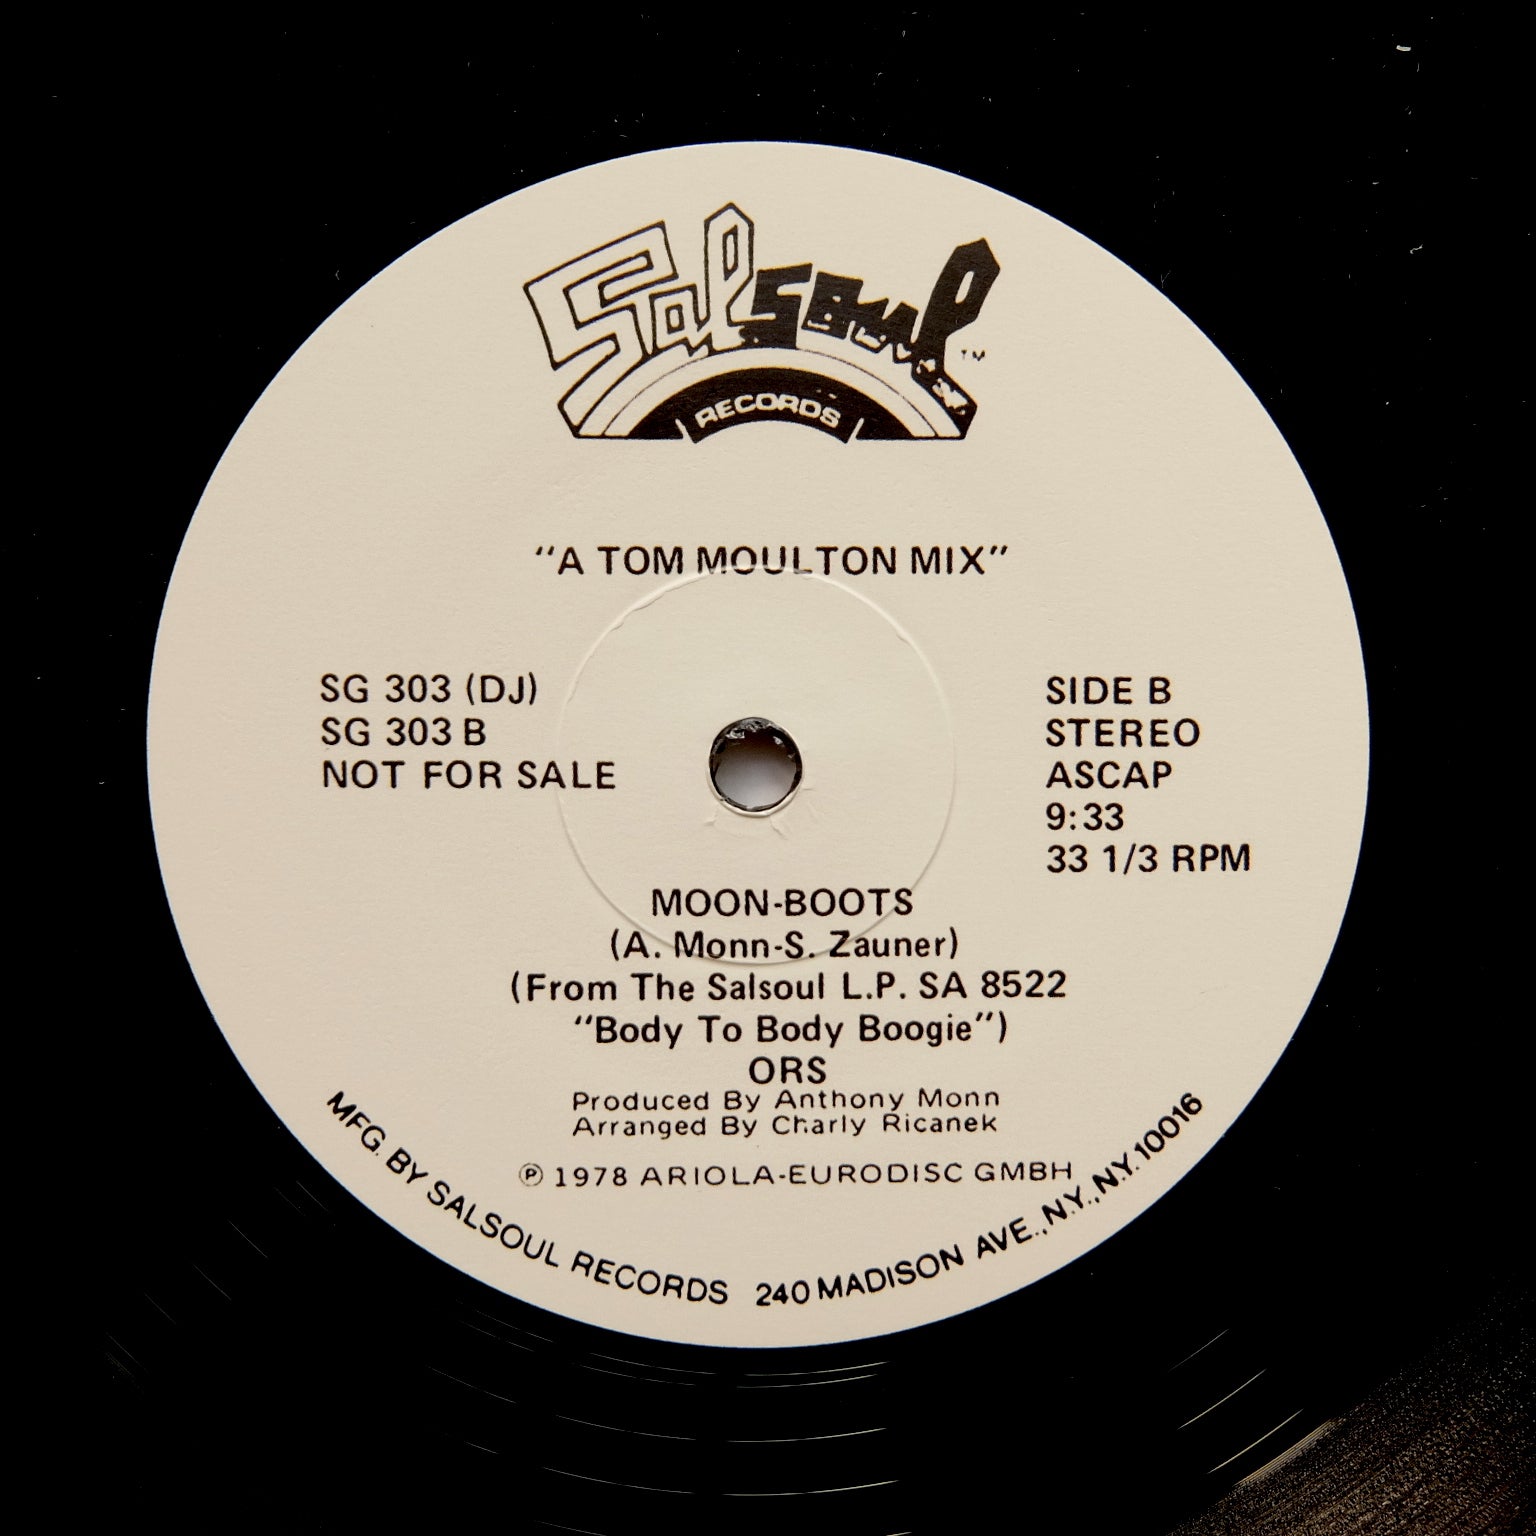 Salsoul TM
RECORDS
"A TOM MOULTON MIX"
SG 303 (DJ)
SG 303 B
NOT FOR SALE
SIDE B
STEREO
ASCAP
9:33
33 1/3 RPM
MOON-BOOTS
(A. Monn-S. Zauner)
(From The Salsoul L.P. SA 8522
"Body To Body Boogie")
ORS
Produced By Anthony Monn
Arranged By Charly Ricanek
℗ 1978 ARIOLA-EURODISC GMBH
MFG. BY SALSOUL RECORDS 240 MADISON AVE., N.Y., N.Y. 10016